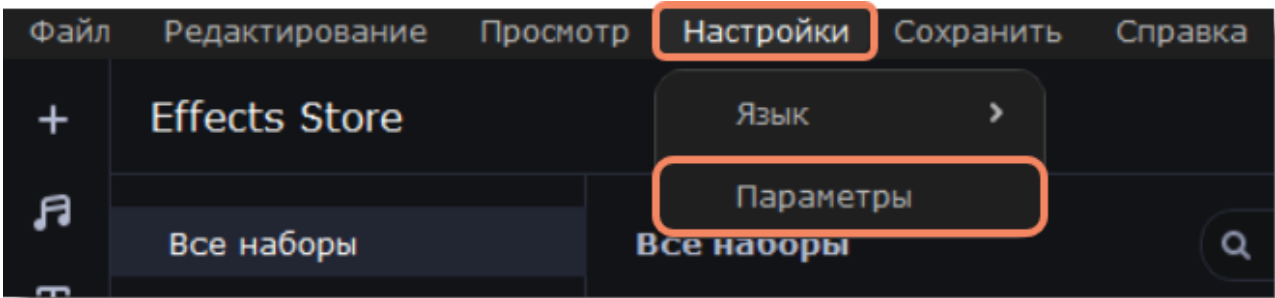 Файл Редактирование Просмотр Настройки Сохранить Справка
Effects Store
Язык
Параметры
Все наборы
Все наборы